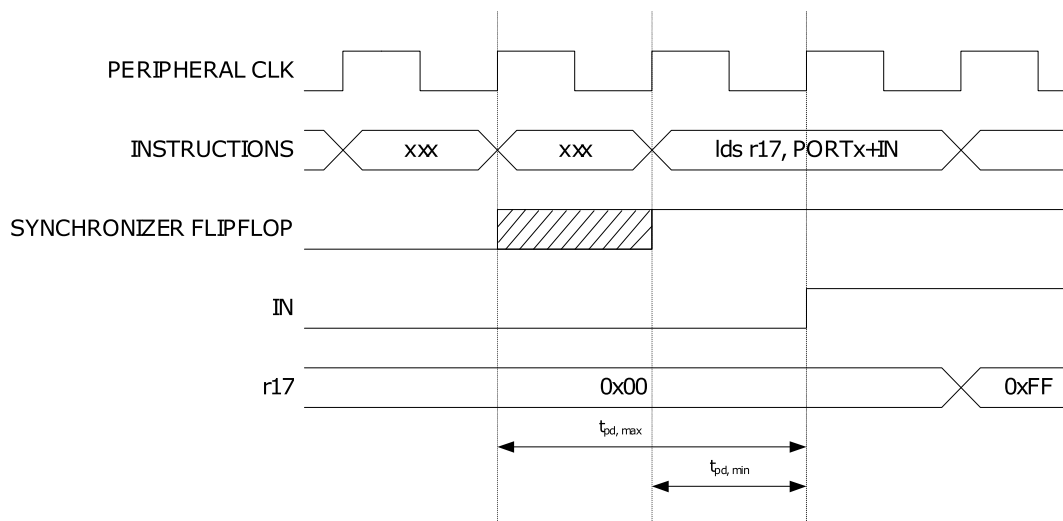 PERIPHERAL CLK
INSTRUCTIONS xxx xxx lds r17, PORTx+IN
SYNCHRONIZER FLIPFLOP
IN
r17 0x00 0xFF
tpd, max
tpd, min